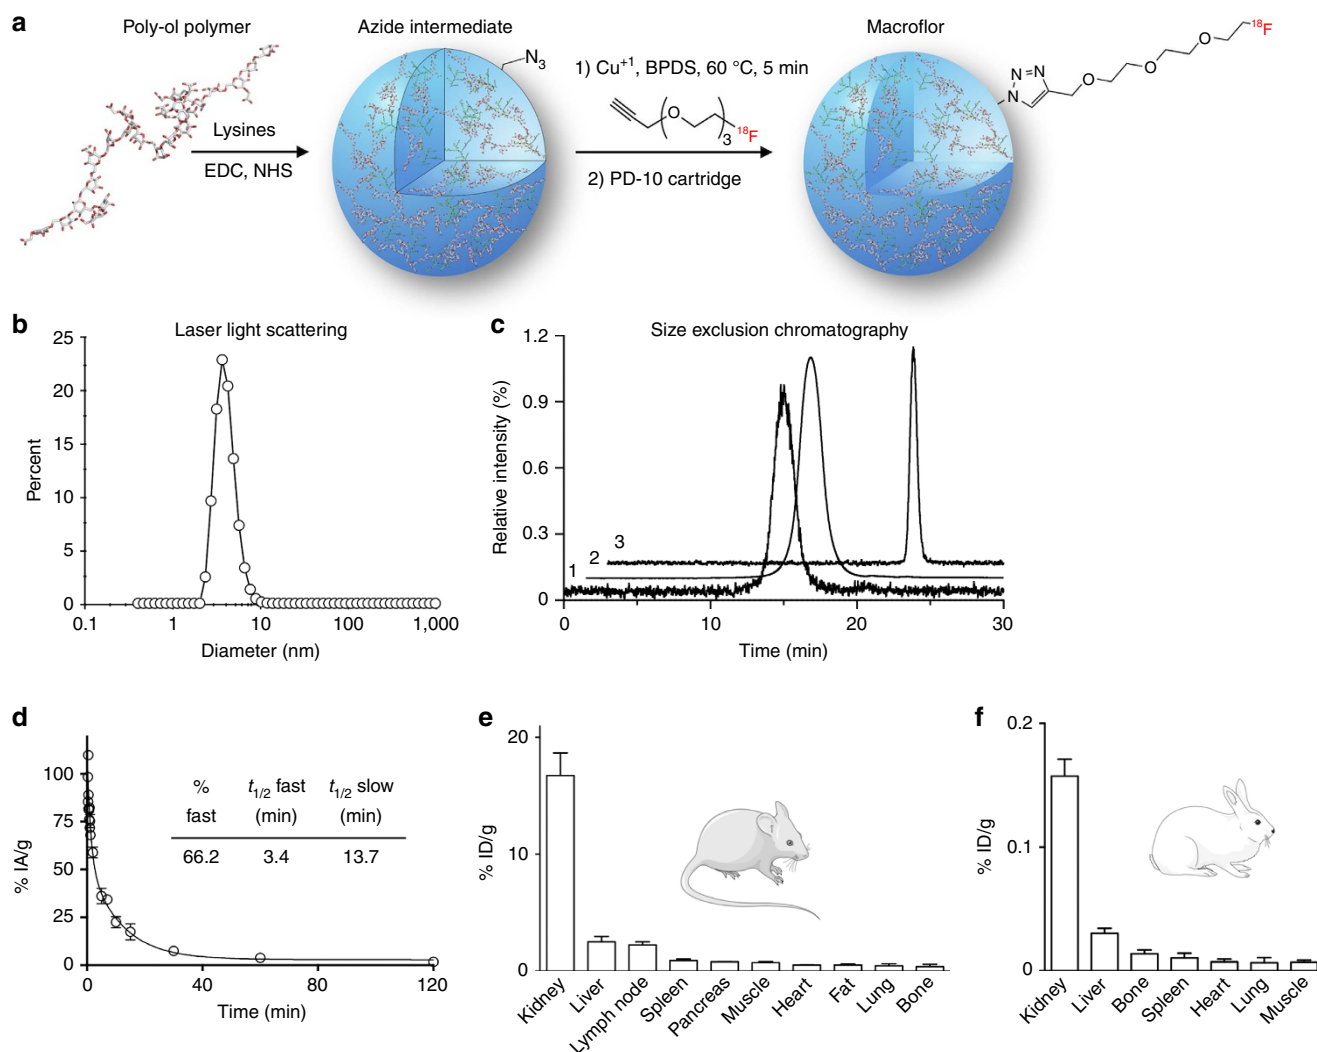 a
Poly-ol polymer
Azide intermediate
Macroflor
Lysines
EDC, NHS
N3
1) Cu+1, BPDS, 60 °C, 5 min
O
3
18F
2) PD-10 cartridge
N
N
N
O
O
O
18F
b
Laser light scattering
Percent
25
20
15
10
5
0
0.1
1
10
100
1,000
Diameter (nm)
c
Size exclusion chromatography
Relative intensity (%)
1.2
0.9
0.6
0.3
0
1
2
3
0
10
20
30
Time (min)
d
% IA/g
100
75
50
25
0
% fast
t1/2 fast (min)
t1/2 slow (min)
66.2
3.4
13.7
0
40
80
120
Time (min)
e
% ID/g
20
10
0
Kidney
Liver
Lymph node
Spleen
Pancreas
Muscle
Heart
Fat
Lung
Bone
f
% ID/g
0.2
0.1
0
Kidney
Liver
Bone
Spleen
Heart
Lung
Muscle